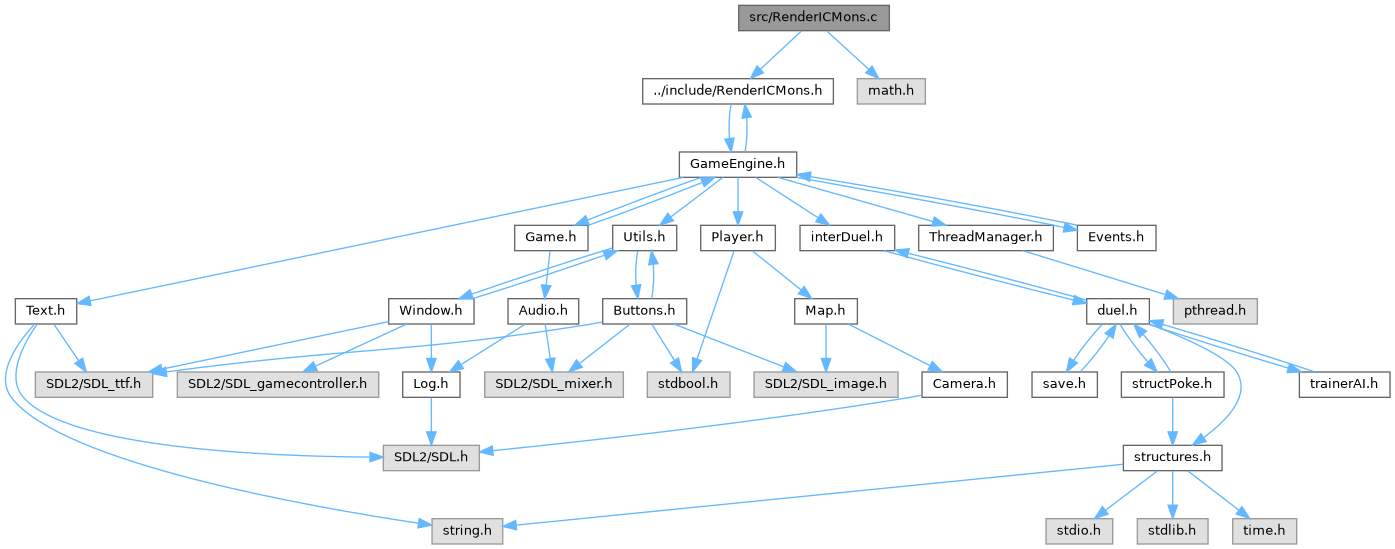 src/RenderICMons.c
../include/RenderICMons.h
math.h
GameEngine.h
Game.h
Utils.h
Player.h
interDuel.h
ThreadManager.h
Events.h
Text.h
Window.h
Audio.h
Buttons.h
Map.h
pthread.h
duel.h
SDL2/SDL_ttf.h
SDL2/SDL_gamecontroller.h
Log.h
SDL2/SDL_mixer.h
stdbool.h
SDL2/SDL_image.h
Camera.h
save.h
structPoke.h
trainerAI.h
SDL2/SDL.h
structures.h
string.h
stdio.h
stdlib.h
time.h